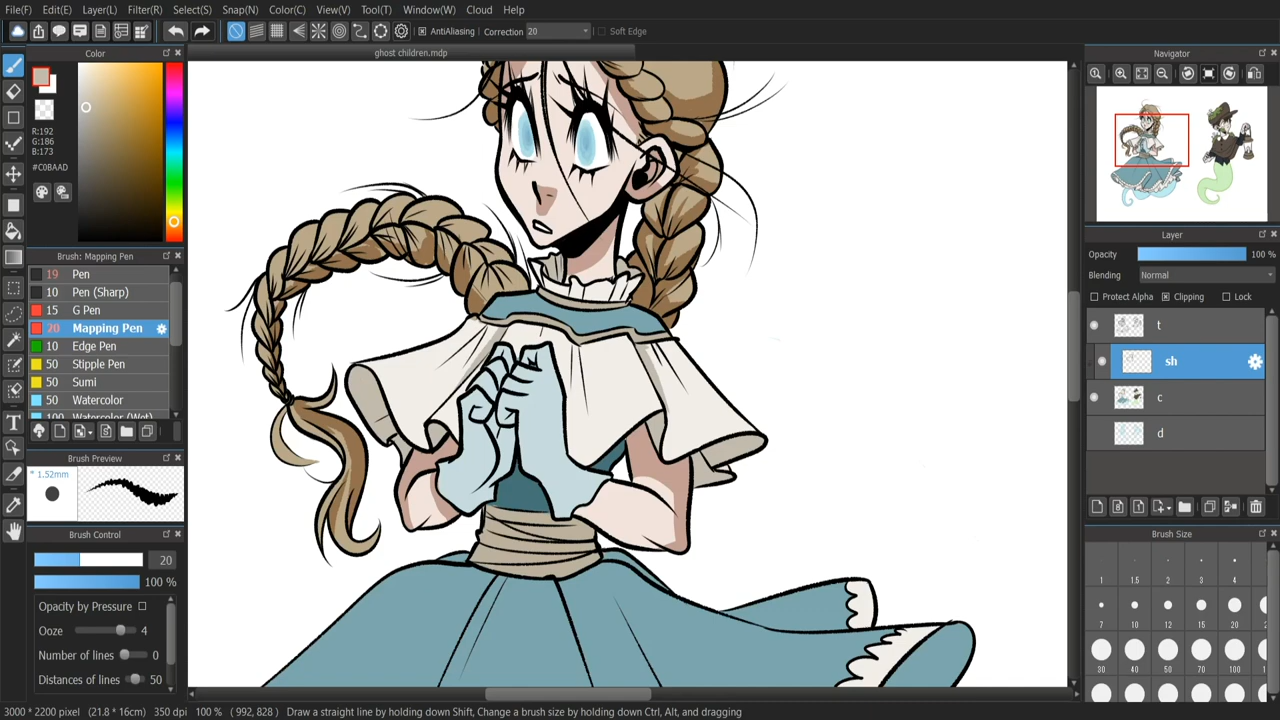 File(F) Edit(E) Layer(L) Filter(R) Select(S) Snap(N) Color(C) View(V) Tool(T) Window(W) Cloud Help
AntiAliasing Correction 20 Soft Edge
ghost children.mdp
Color
R:192
G:186
B:173
#C0BAAD
Brush: Mapping Pen
19 Pen
10 Pen (Sharp)
15 G Pen
20 Mapping Pen
10 Edge Pen
50 Stipple Pen
50 Sumi
50 Watercolor
100 Watercolor (Wet)
Brush Preview
* 1.52mm
Brush Control
20
100 %
Opacity by Pressure
Ooze 4
Number of lines 0
Distances of lines 50
Navigator
Layer
Opacity 100 %
Blending Normal
Protect Alpha Clipping Lock
t
sh
c
d
Brush Size
1 1.5 2 3 4
7 10 12 15 20
30 40 50 70 100
3000 * 2200 pixel (21.8 * 16cm) 350 dpi 100 % ( 992, 828 ) Draw a straight line by holding down Shift, Change a brush size by holding down Ctrl, Alt, and dragging